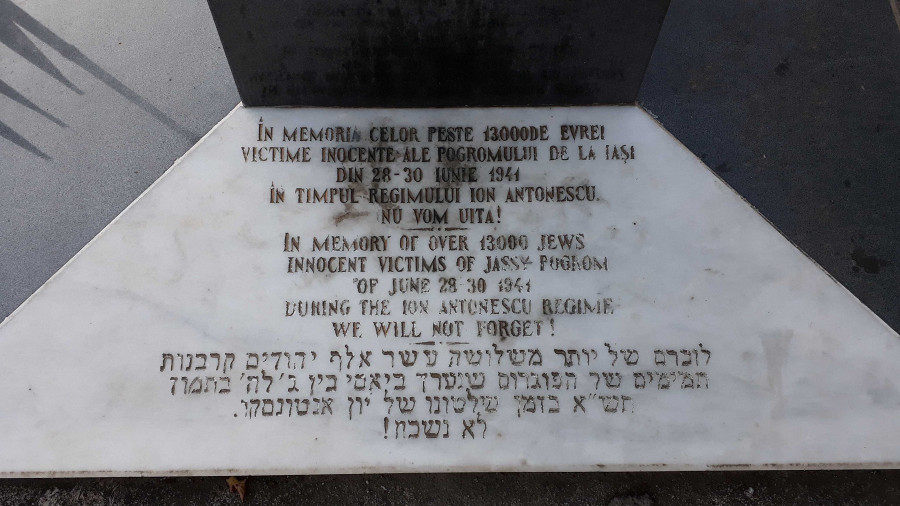 ÎN MEMORIA CELOR PESTE 13000DE EVREI
VICTIME INOCENTE ALE POGROMULUI DE LA IAȘI
DIN 28-30 IUNIE 1941
ÎN TIMPUL REGIMULUI ION ANTONESCU.
NU VOM UITA!
IN MEMORY OF OVER 13000 JEWS
INNOCENT VICTIMS OF JASSY POGROM
OF JUNE 28-30 1941
DURING THE ION ANTONESCU REGIME
WE WILL NOT FORGET!
לזכרם של יותר משלושה עשר אלף יהודים קרבנות
תמימים של הפוגרום שנערך ביאסי בין ג׳ לה׳ בתמוז
תש״א בזמן שלטונו של יון אנטונסקו.
לא נשכח!